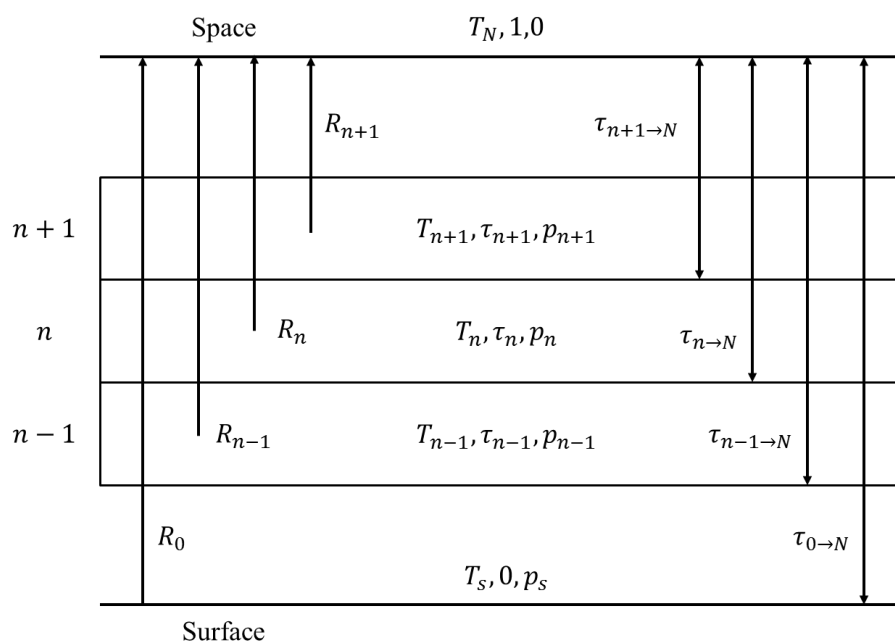 Space
T_N, 1,0
R_{n+1}
τ_{n+1→N}
n + 1
T_{n+1}, τ_{n+1}, p_{n+1}
n
R_n
T_n, τ_n, p_n
τ_{n→N}
n − 1
R_{n−1}
T_{n−1}, τ_{n−1}, p_{n−1}
τ_{n−1→N}
R_0
τ_{0→N}
T_s, 0, p_s
Surface